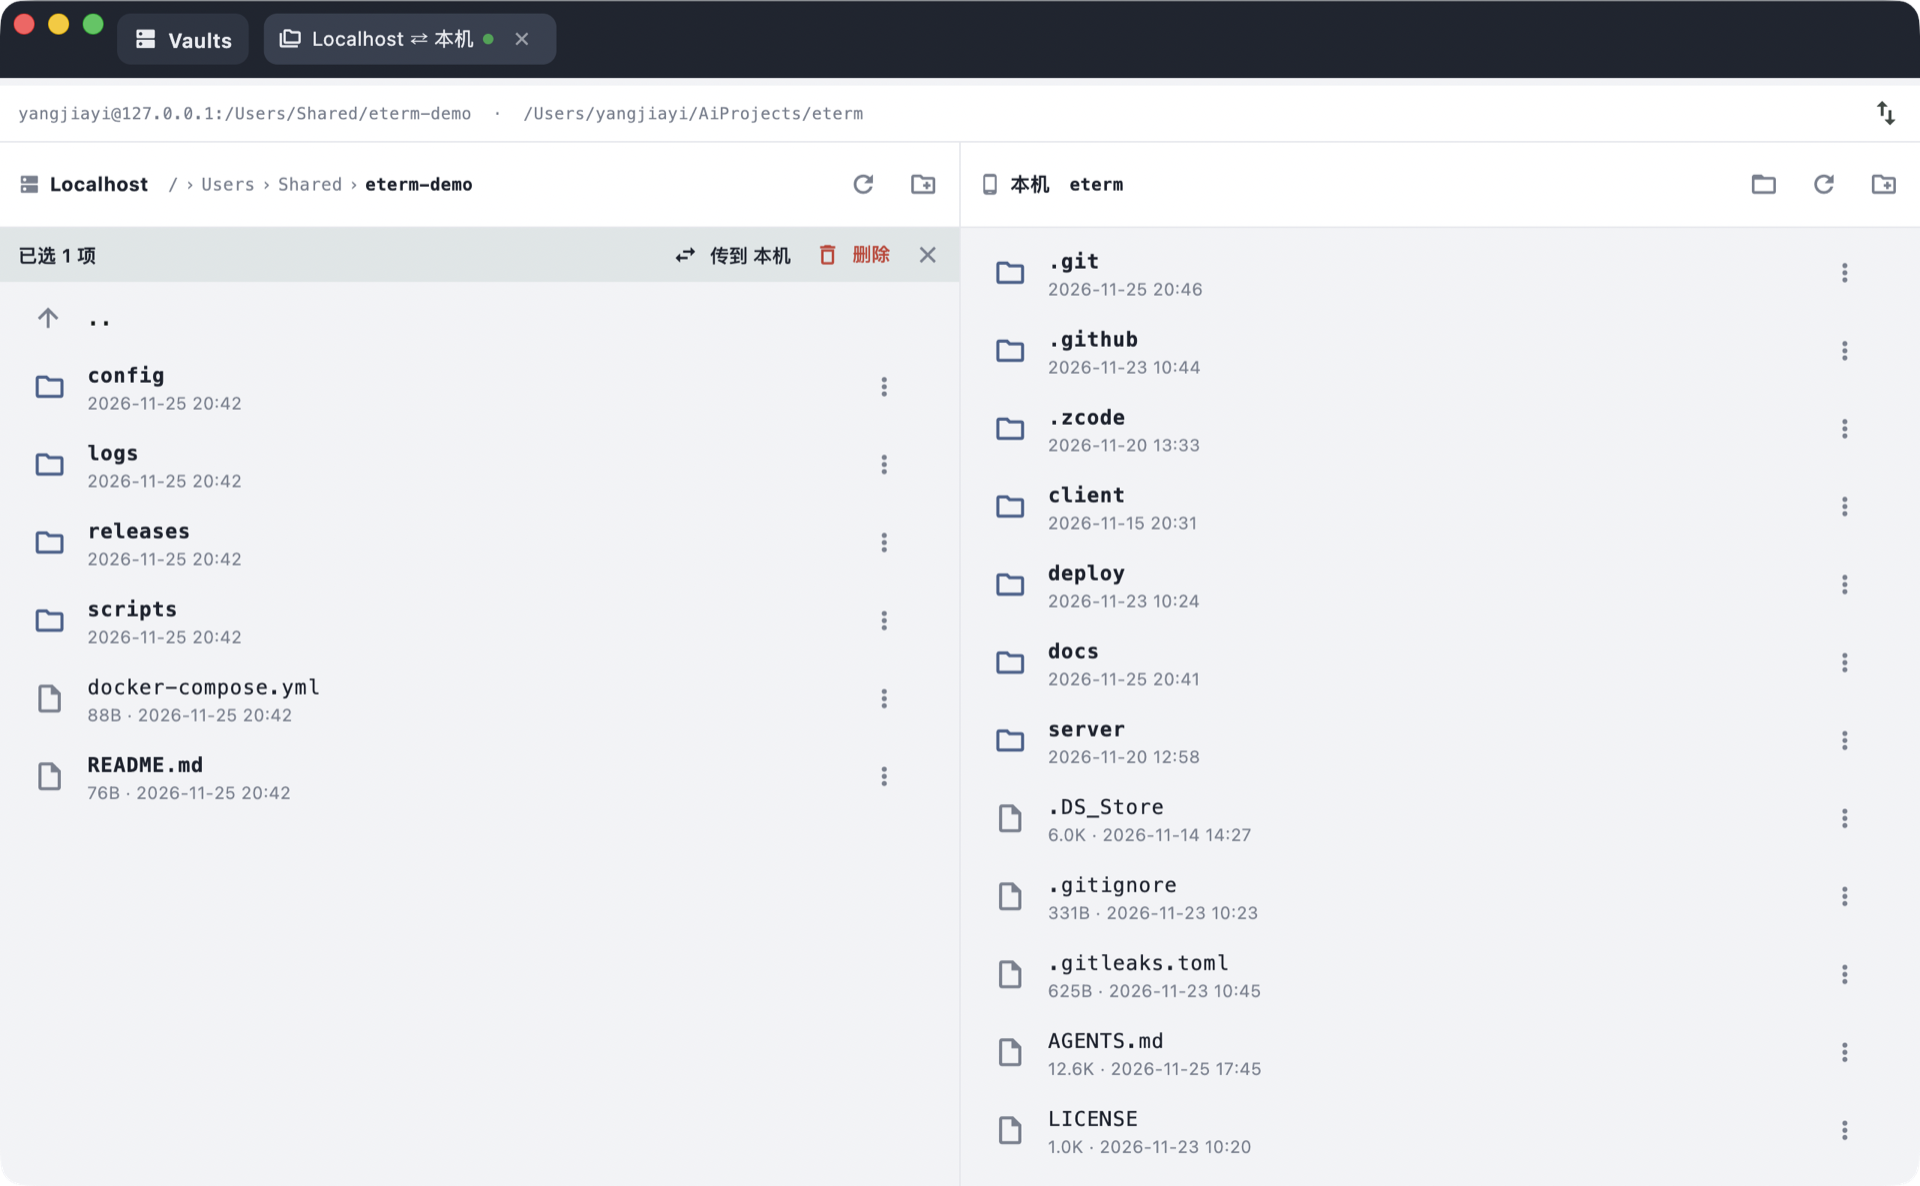 Vaults
Localhost ⇄ 本机
yangjiayi@127.0.0.1:/Users/Shared/eterm-demo · /Users/yangjiayi/AiProjects/eterm
Localhost / › Users › Shared › eterm-demo
已选 1 项 传到 本机 删除
..
config
2026-11-25 20:42
logs
2026-11-25 20:42
releases
2026-11-25 20:42
scripts
2026-11-25 20:42
docker-compose.yml
88B · 2026-11-25 20:42
README.md
76B · 2026-11-25 20:42
本机 eterm
.git
2026-11-25 20:46
.github
2026-11-23 10:44
.zcode
2026-11-20 13:33
client
2026-11-15 20:31
deploy
2026-11-23 10:24
docs
2026-11-25 20:41
server
2026-11-20 12:58
.DS_Store
6.0K · 2026-11-14 14:27
.gitignore
331B · 2026-11-23 10:23
.gitleaks.toml
625B · 2026-11-23 10:45
AGENTS.md
12.6K · 2026-11-25 17:45
LICENSE
1.0K · 2026-11-23 10:20